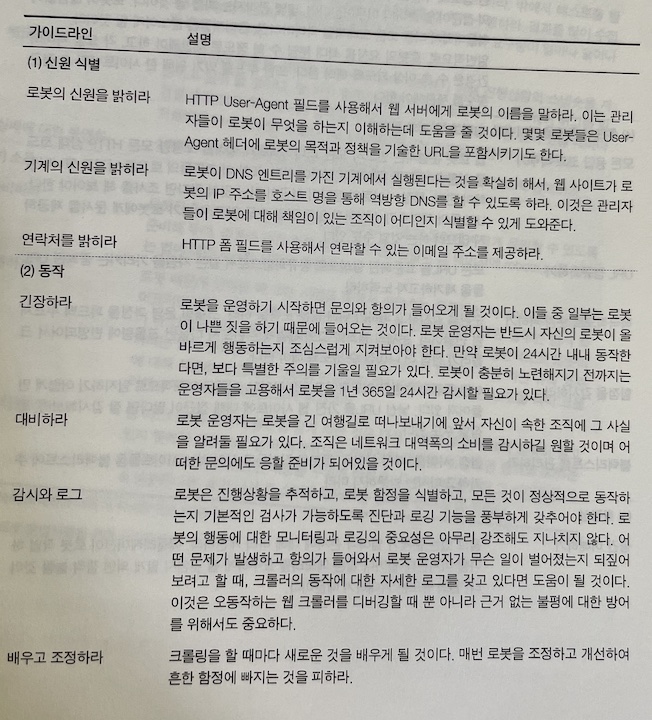 가이드라인 설명
(1) 신원 식별
로봇의 신원을 밝히라 HTTP User-Agent 필드를 사용해서 웹 서버에게 로봇의 이름을 말하라. 이는 관리
자들이 로봇이 무엇을 하는지 이해하는데 도움을 줄 것이다. 몇몇 로봇들은 User-
Agent 헤더에 로봇의 목적과 정책을 기술한 URL을 포함시키기도 한다.
기계의 신원을 밝히라 로봇이 DNS 엔트리를 가진 기계에서 실행된다는 것을 확실히 해서, 웹 사이트가 로
봇의 IP 주소를 호스트 명을 통해 역방향 DNS를 할 수 있도록 하라. 이것은 관리자
들이 로봇에 대해 책임이 있는 조직이 어디인지 식별할 수 있게 도와준다.
연락처를 밝히라 HTTP 폼 필드를 사용해서 연락할 수 있는 이메일 주소를 제공하라.
(2) 동작
긴장하라 로봇을 운영하기 시작하면 문의와 항의가 들어오게 될 것이다. 이들 중 일부는 로봇
이 나쁜 짓을 하기 때문에 들어오는 것이다. 로봇 운영자는 반드시 자신의 로봇이 올
바르게 행동하는지 조심스럽게 지켜보아야 한다. 만약 로봇이 24시간 내내 동작한
다면, 보다 특별한 주의를 기울일 필요가 있다. 로봇이 충분히 노련해지기 전까지는
운영자들을 고용해서 로봇을 1년 365일 24시간 감시할 필요가 있다.
대비하라 로봇 운영자는 로봇을 긴 여행길로 떠나보내기에 앞서 자신이 속한 조직에 그 사실
을 알려둘 필요가 있다. 조직은 네트워크 대역폭의 소비를 감시하길 원할 것이며 어
떠한 문의에도 응할 준비가 되어있을 것이다.
감시와 로그 로봇은 진행상황을 추적하고, 로봇 함정을 식별하고, 모든 것이 정상적으로 동작하
는지 기본적인 검사가 가능하도록 진단과 로깅 기능을 풍부하게 갖추어야 한다. 로
봇의 행동에 대한 모니터링과 로깅의 중요성은 아무리 강조해도 지나치지 않다. 어
떤 문제가 발생하고 항의가 들어와서 로봇 운영자가 무슨 일이 벌어졌는지 되짚어
보려고 할 때, 크롤러의 동작에 대한 자세한 로그를 갖고 있다면 도움이 될 것이다.
이것은 오동작하는 웹 크롤러를 디버깅할 때 뿐 아니라 근거 없는 불평에 대한 방어
를 위해서도 중요하다.
배우고 조정하라 크롤링을 할 때마다 새로운 것을 배우게 될 것이다. 매번 로봇을 조정하고 개선하여
흔한 함정에 빠지는 것을 피하라.